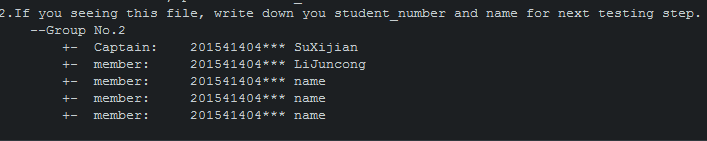 2.If you seeing this file, write down you student_number and name for next testing step.
--Group No.2
+- Captain: 201541404*** SuXijian
+- member: 201541404*** LiJuncong
+- member: 201541404*** name
+- member: 201541404*** name
+- member: 201541404*** name